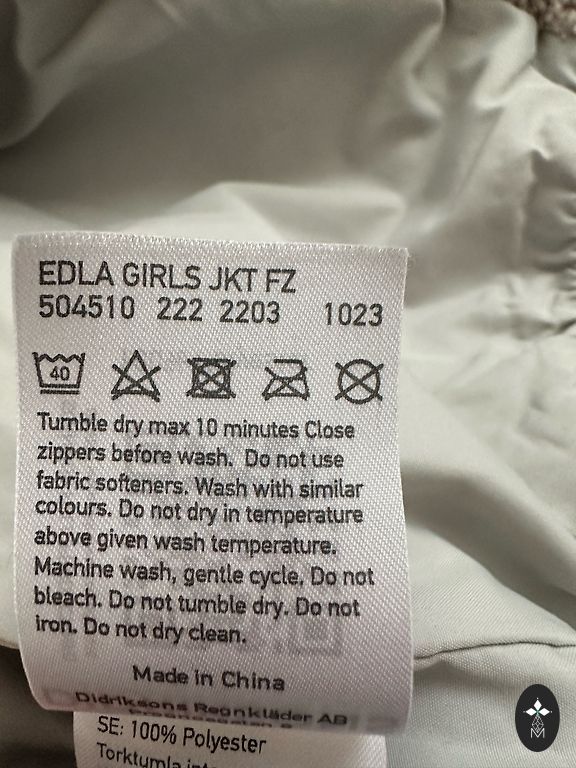 EDLA GIRLS JKT FZ
504510 222 2203 1023
40
Tumble dry max 10 minutes Close
zippers before wash. Do not use
fabric softeners. Wash with similar
colours. Do not dry in temperature
above given wash temperature.
Machine wash, gentle cycle. Do not
bleach. Do not tumble dry. Do not
iron. Do not dry clean.
Made in China
Didriksons Regnkläder AB
SE: 100% Polyester
Torktumla
M